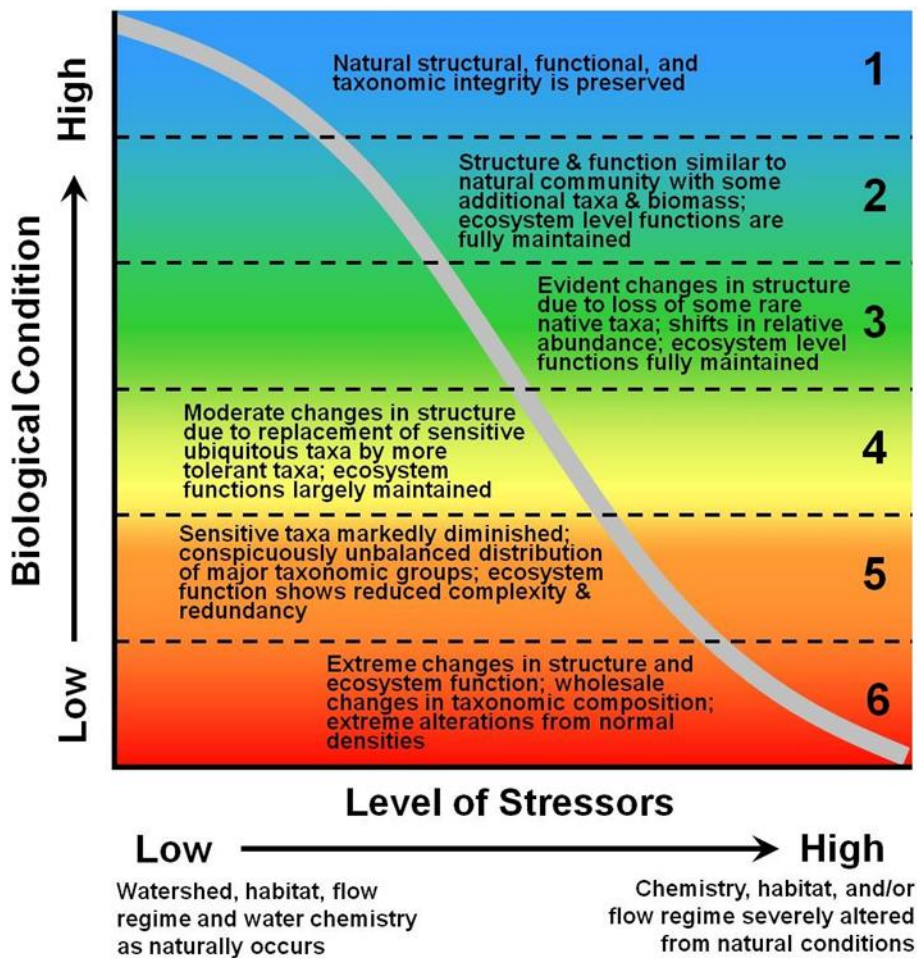 High
Biological Condition
Low
Natural structural, functional, and
taxonomic integrity is preserved
1
Structure & function similar to
natural community with some
additional taxa & biomass;
ecosystem level functions are
fully maintained
2
Evident changes in structure
due to loss of some rare
native taxa; shifts in relative
abundance; ecosystem level
functions fully maintained
3
Moderate changes in structure
due to replacement of sensitive
ubiquitous taxa by more
tolerant taxa; ecosystem
functions largely maintained
4
Sensitive taxa markedly diminished;
conspicuously unbalanced distribution
of major taxonomic groups; ecosystem
function shows reduced complexity &
redundancy
5
Extreme changes in structure and
ecosystem function; wholesale
changes in taxonomic composition;
extreme alterations from normal
densities
6
Level of Stressors
Low
High
Watershed, habitat, flow
regime and water chemistry
as naturally occurs
Chemistry, habitat, and/or
flow regime severely altered
from natural conditions